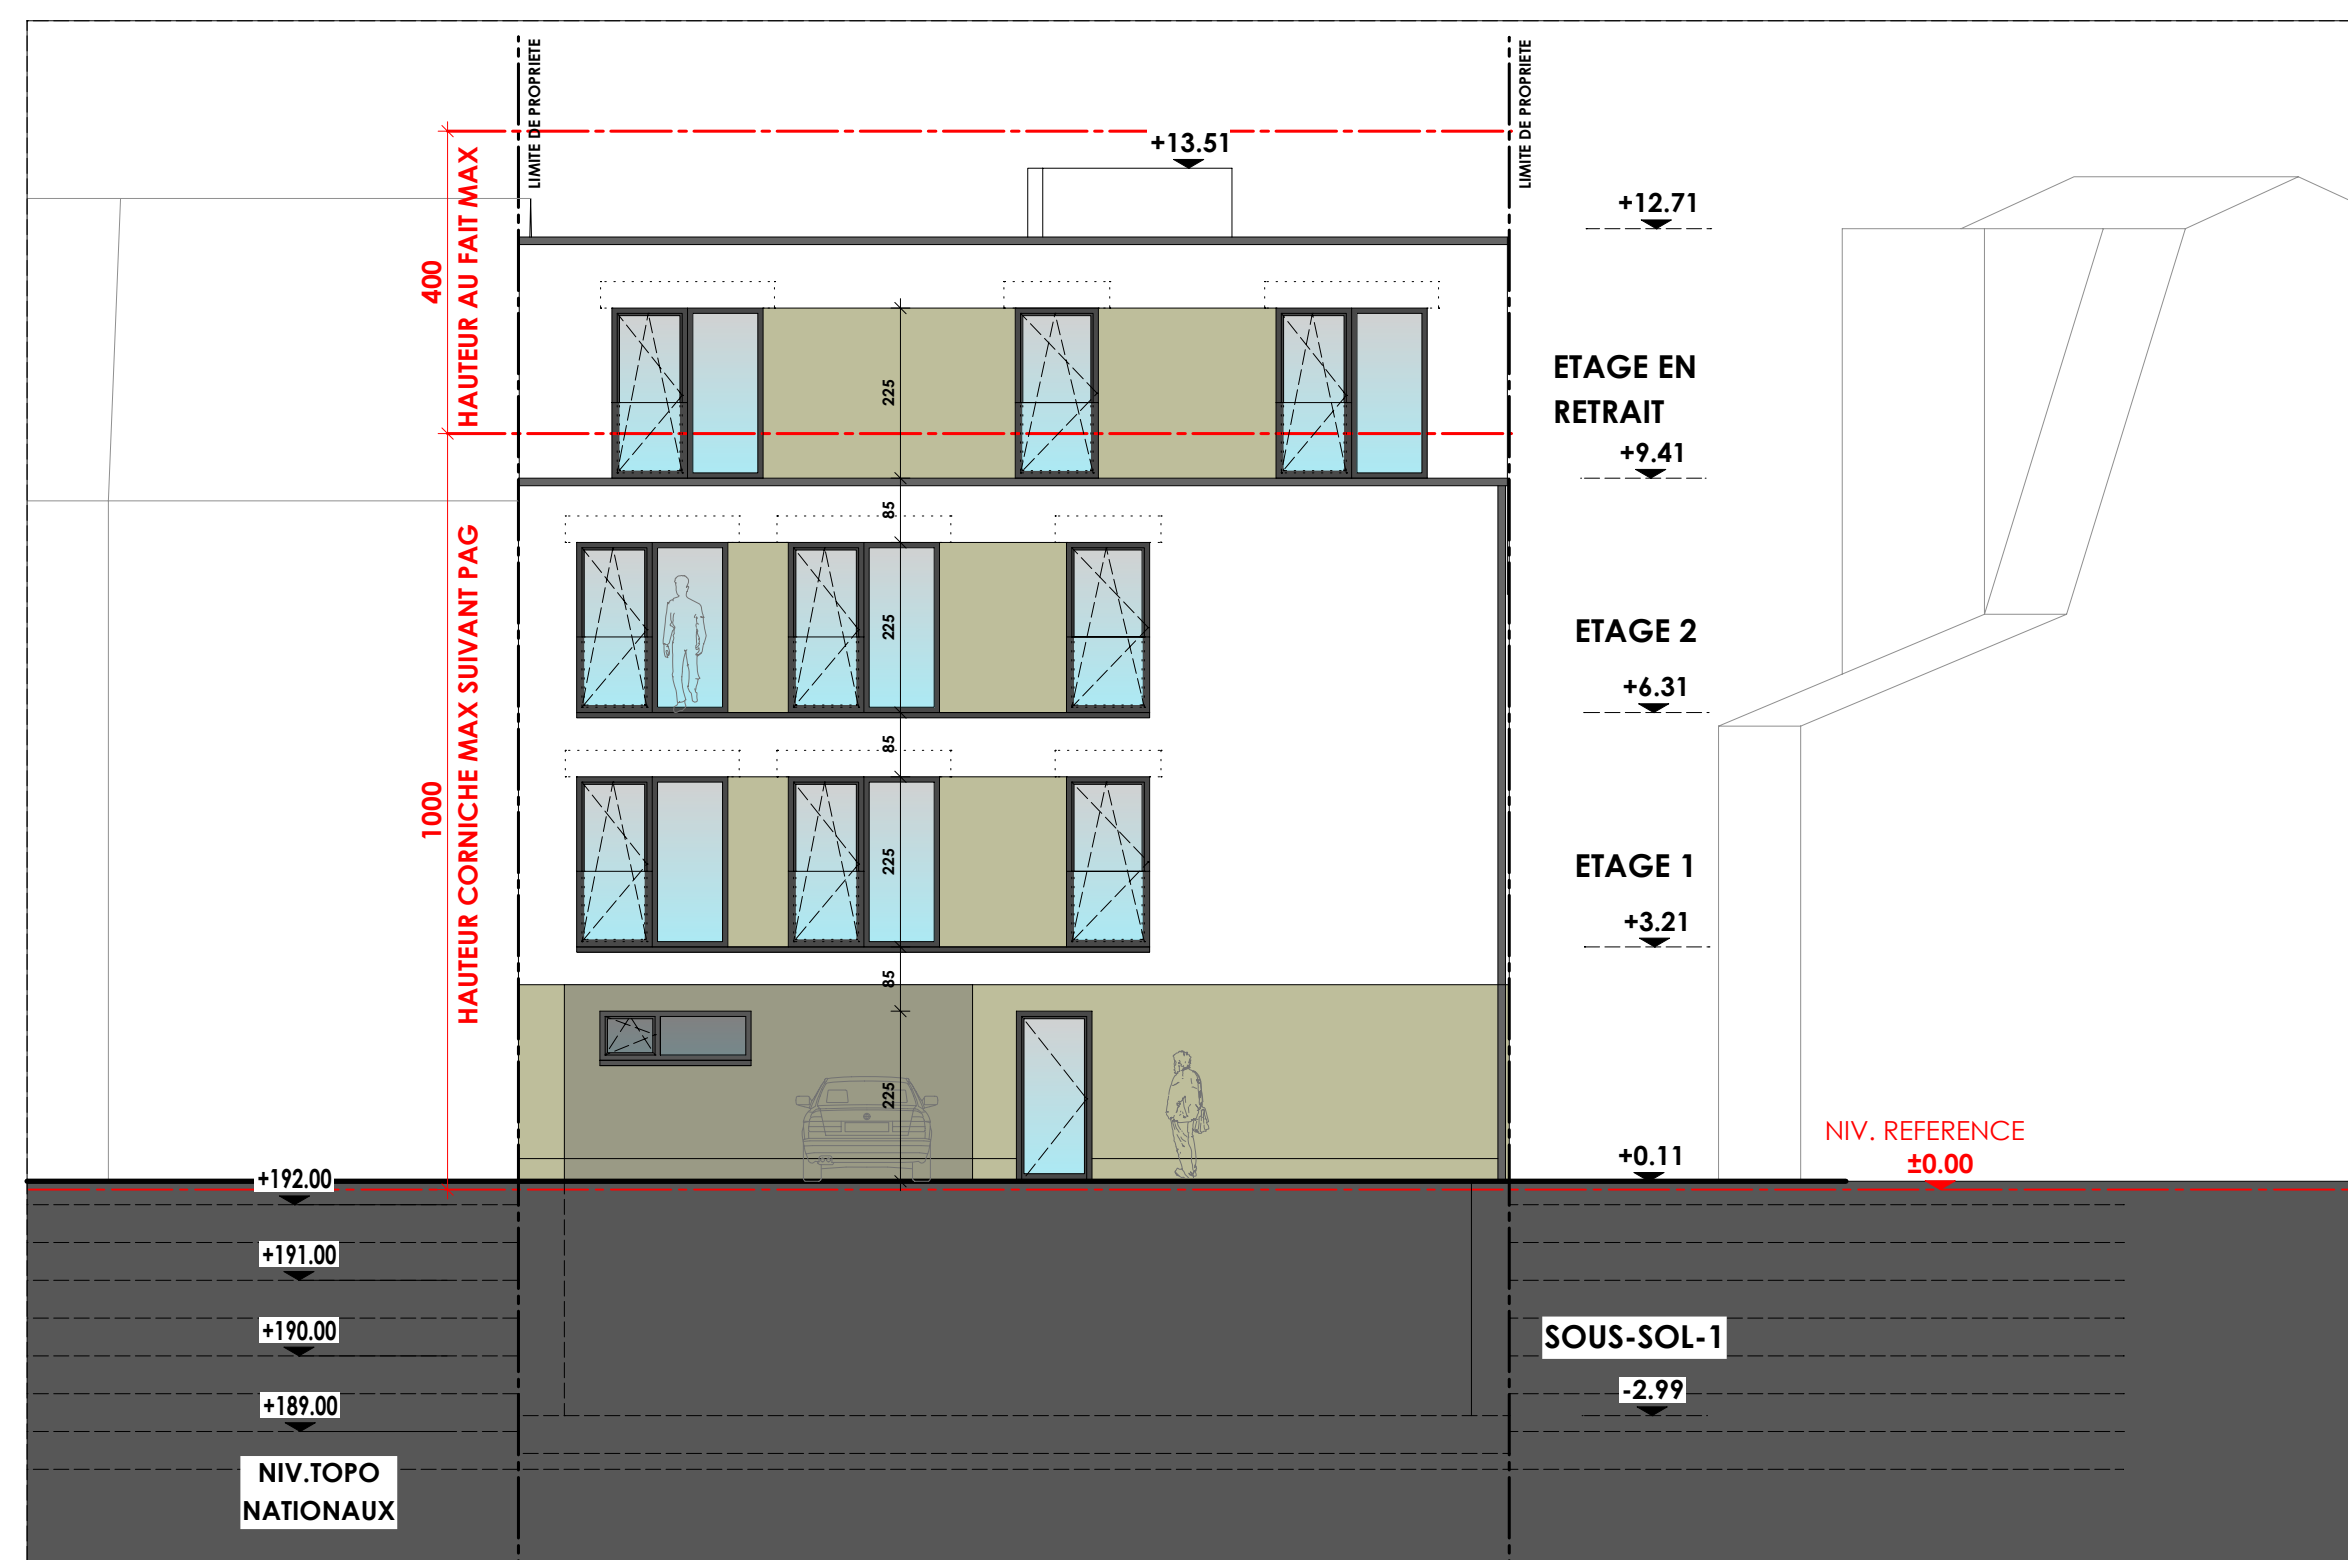 LIMITE DE PROPRIETE
LIMITE DE PROPRIETE
+13.51
+12.71
400
HAUTEUR AU FAIT MAX
225
ETAGE EN
RETRAIT
+9.41
85
1000
HAUTEUR CORNICHE MAX SUIVANT PAG
225
ETAGE 2
+6.31
85
225
ETAGE 1
+3.21
85
225
NIV. REFERENCE
±0.00
+0.11
+192.00
+191.00
+190.00
+189.00
SOUS-SOL-1
-2.99
NIV.TOPO
NATIONAUX